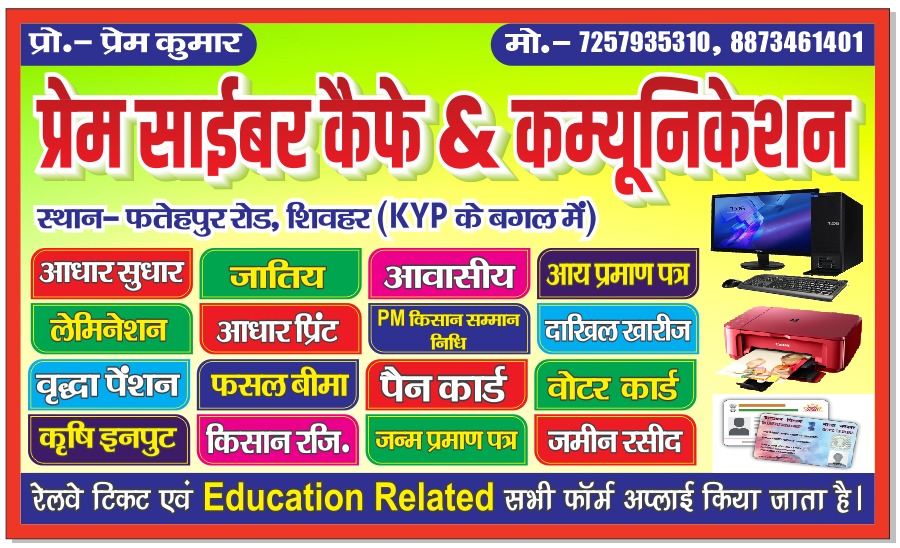 प्रो.– प्रेम कुमार
मो.– 7257935310, 8873461401
प्रेम साईबर कैफे & कम्यूनिकेशन
स्थान– फतेहपुर रोड, शिवहर (KYP के बगल में)
आधार सुधार
जातिय
आवासीय
आय प्रमाण पत्र
लेमिनेशन
आधार प्रिंट
PM किसान सम्मान
निधि
दाखिल खारीज
वृद्धा पेंशन
फसल बीमा
पैन कार्ड
वोटर कार्ड
कृषि इनपुट
किसान रजि.
जन्म प्रमाण पत्र
जमीन रसीद
रेलवे टिकट एवं Education Related सभी फॉर्म अप्लाई किया जाता है।